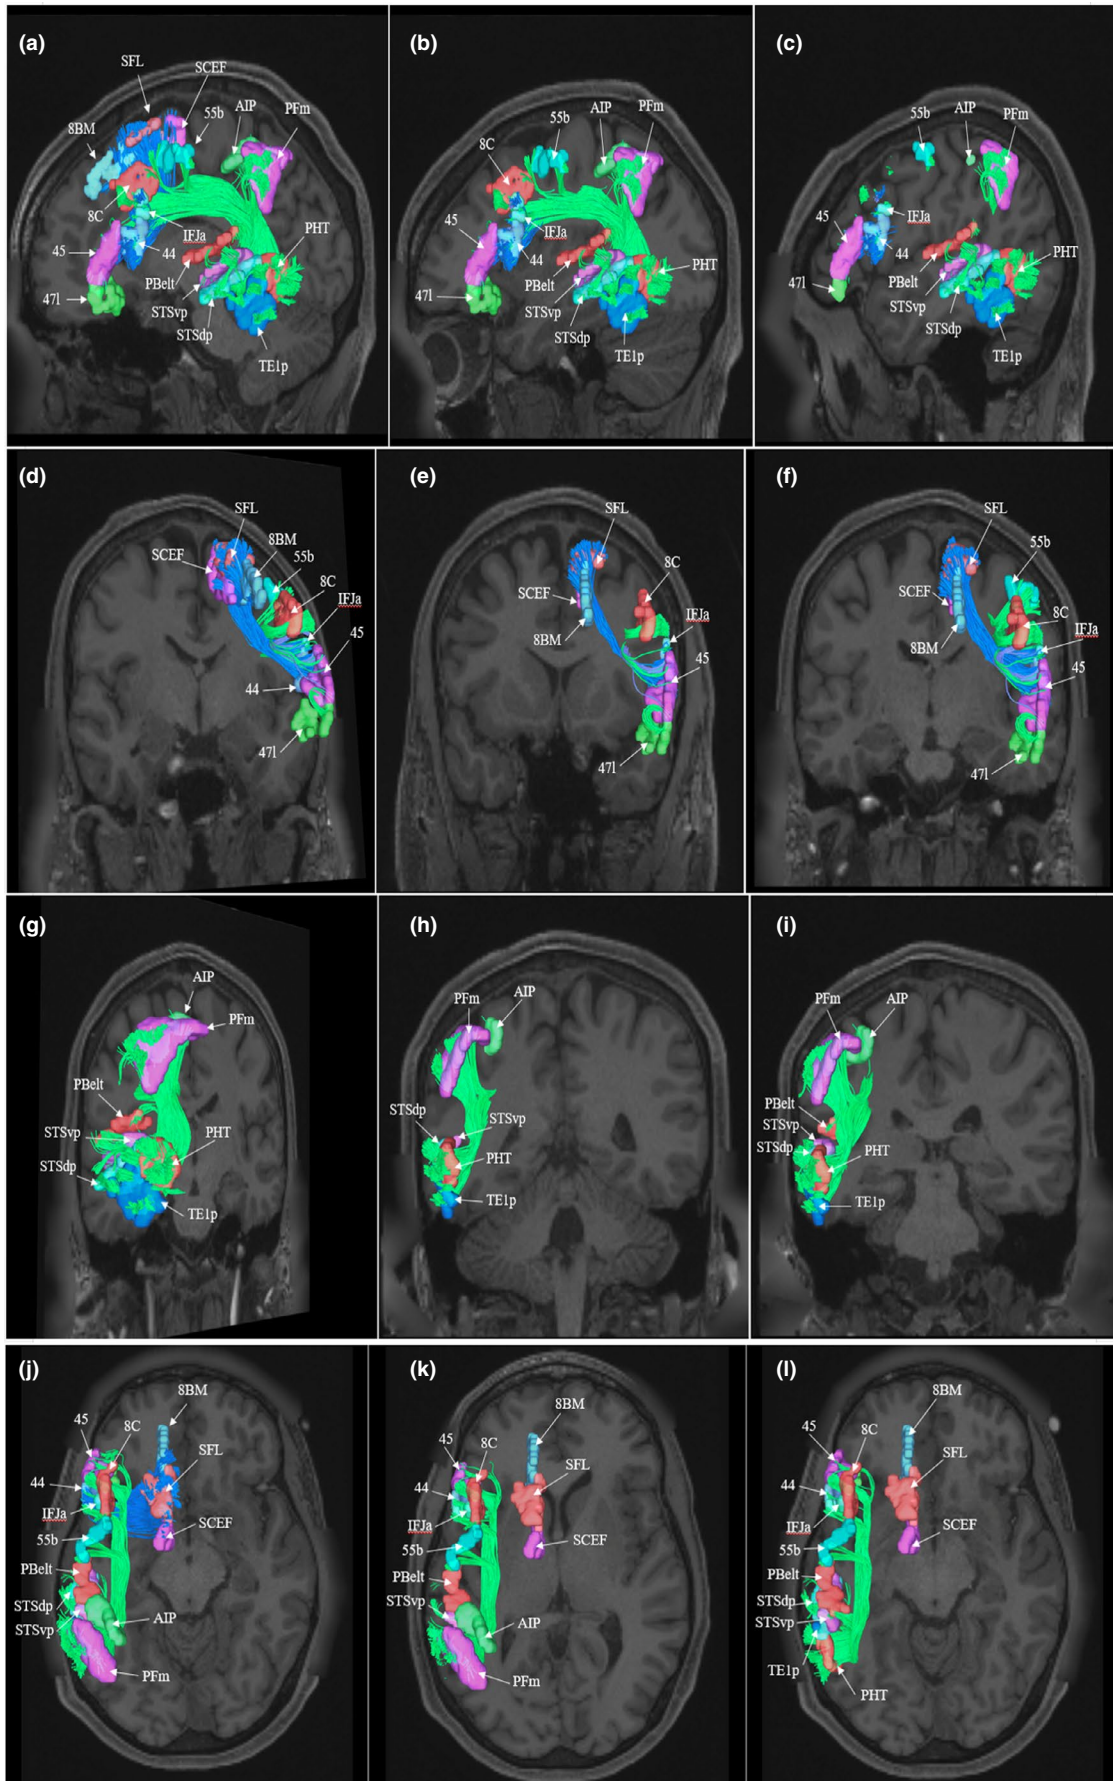 (a)
SFL
SCEF
55b
AIP
PFm
8BM
8C
IFJa
45
44
PHT
PBelt
47l
STSvp
STSdp
TE1p
(b)
8C
55b
AIP
PFm
45
IFJa
44
PBelt
PHT
STSvp
47l
STSdp
TE1p
(c)
55b
AIP
PFm
45
IFJa
44
47l
PBelt
PHT
STSvp
STSdp
TE1p
(d)
SFL
8BM
SCEF
55b
8C
IFJa
45
44
47l
(e)
SFL
8C
SCEF
IFJa
8BM
45
47l
(f)
SFL
55b
SCEF
8C
IFJa
8BM
45
47l
(g)
AIP
PFm
PBelt
STSvp
PHT
STSdp
TE1p
(h)
PFm
AIP
STSdp
STSvp
PHT
TE1p
(i)
PFm
AIP
PBelt
STSvp
STSdp
PHT
TE1p
(j)
8BM
45
8C
SFL
44
IFJa
SCEF
55b
PBelt
STSdp
STSvp
AIP
PFm
(k)
8BM
45
8C
SFL
44
IFJa
SCEF
55b
PBelt
STSvp
AIP
PFm
(l)
8BM
45
8C
SFL
44
IFJa
SCEF
55b
PBelt
STSdp
STSvp
TE1p
PHT